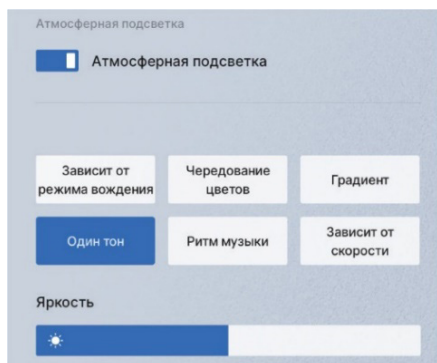 Атмосферная подсветка
Атмосферная подсветка
Зависит от
режима вождения
Чередование
цветов
Градиент
Один тон
Ритм музыки
Зависит от
скорости
Яркость